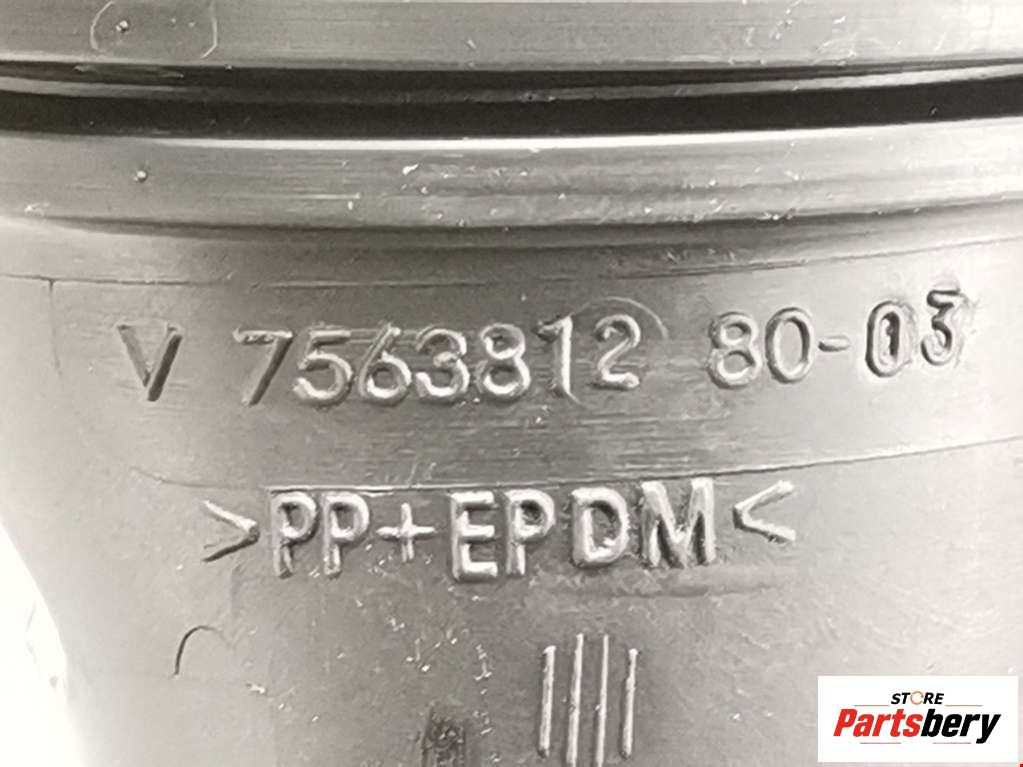 V 7563812 80-03
>PP+EPDM<
STORE
Partsbery